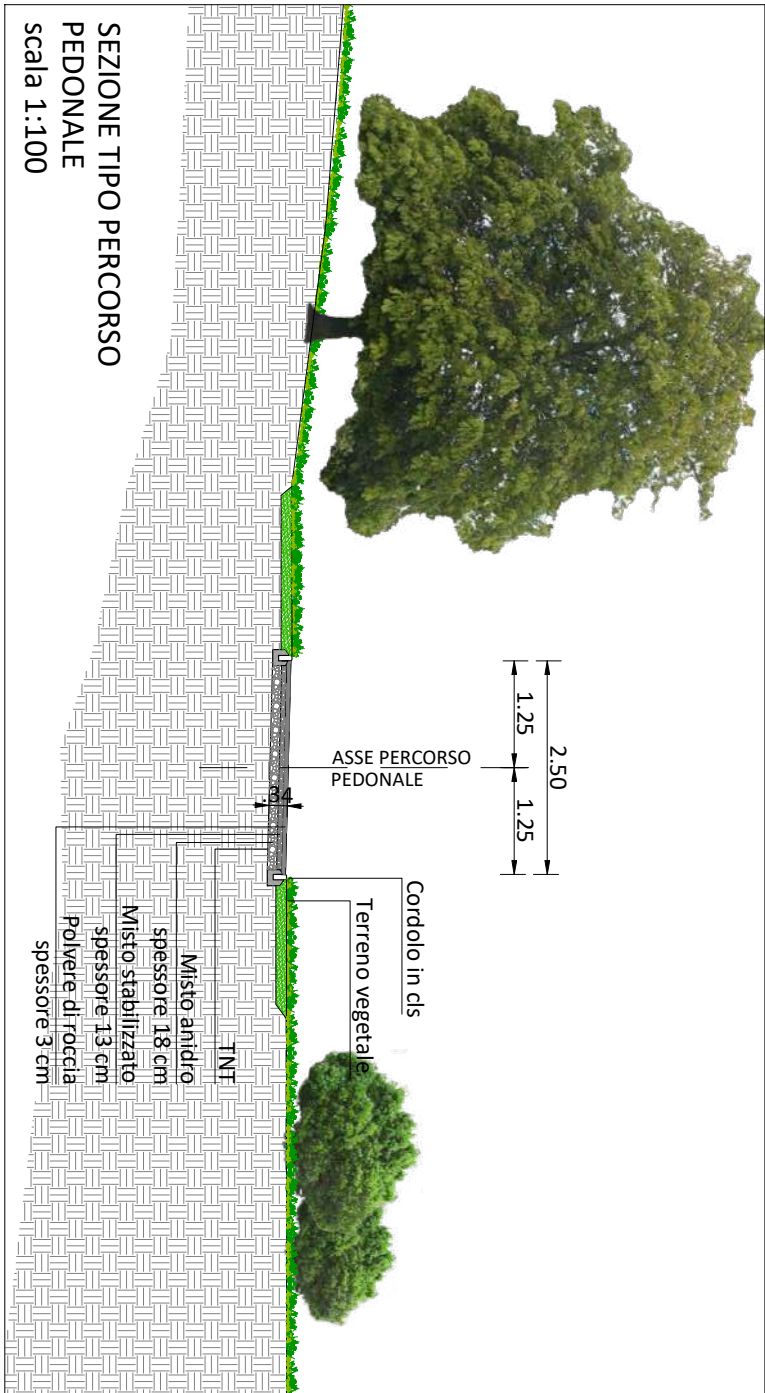 2.50
1.25
1.25
ASSE PERCORSO
PEDONALE
.34
Cordolo in cls
Terreno vegetale
TNT
Misto anidro
spessore 18 cm
Misto stabilizzato
spessore 13 cm
Polvere di roccia
spessore 3 cm
SEZIONE TIPO PERCORSO
PEDONALE
scala 1:100